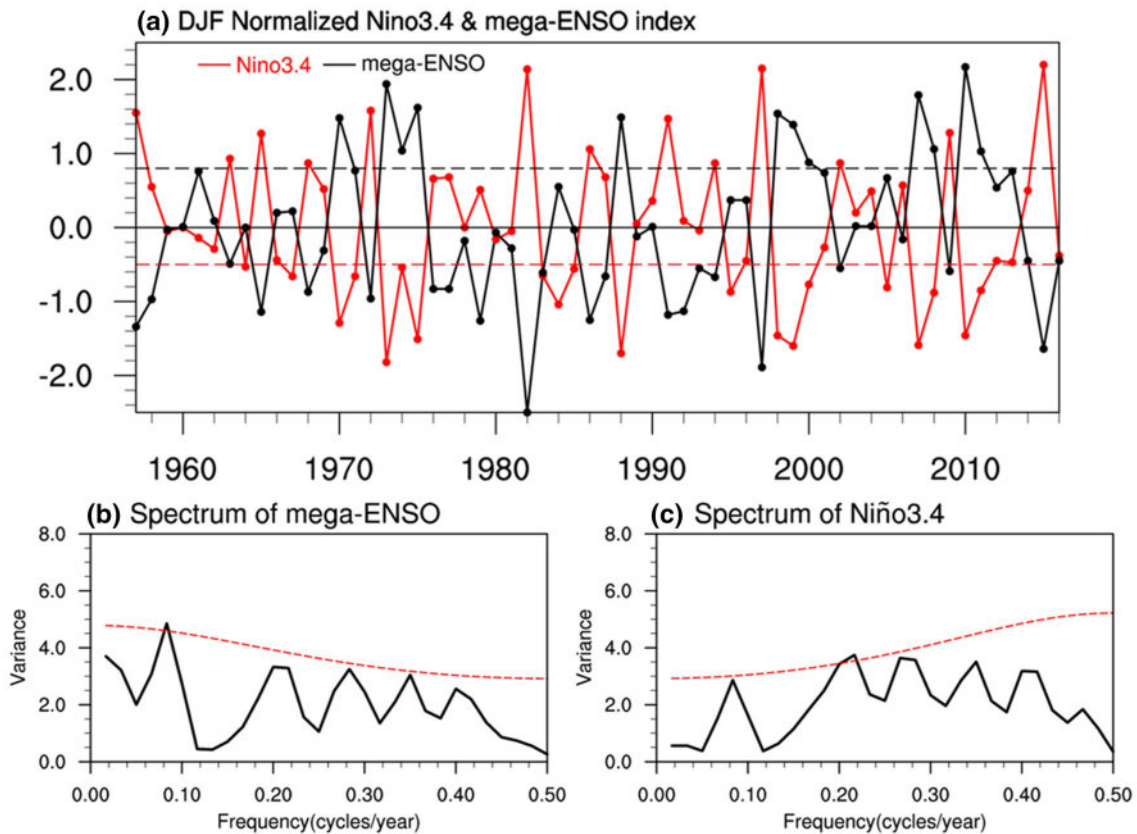 (a) DJF Normalized Nino3.4 & mega-ENSO index
Nino3.4 mega-ENSO
2.0
1.0
0.0
-1.0
-2.0
1960 1970 1980 1990 2000 2010
(b) Spectrum of mega-ENSO
8.0
6.0
4.0
2.0
0.0
Variance
0.00 0.10 0.20 0.30 0.40 0.50
Frequency(cycles/year)
(c) Spectrum of Niño3.4
8.0
6.0
4.0
2.0
0.0
Variance
0.00 0.10 0.20 0.30 0.40 0.50
Frequency(cycles/year)